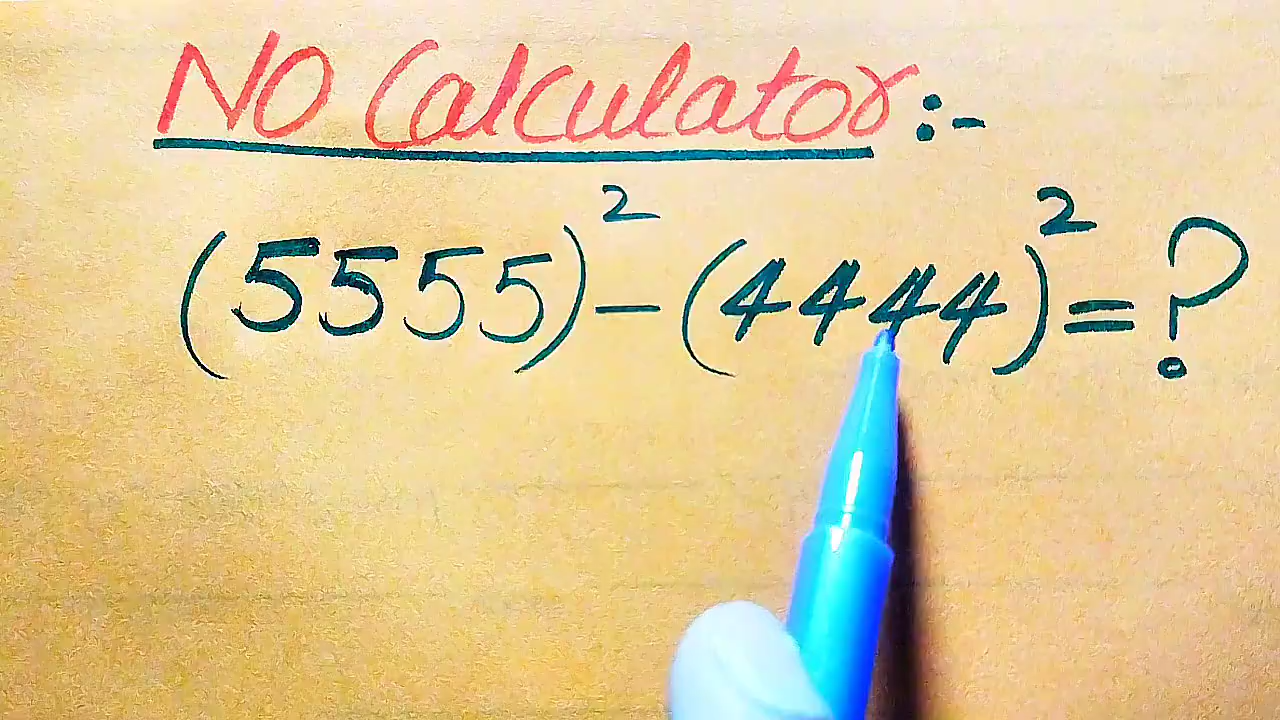 NO Calculator :-
(5555)² - (4444)² = ?